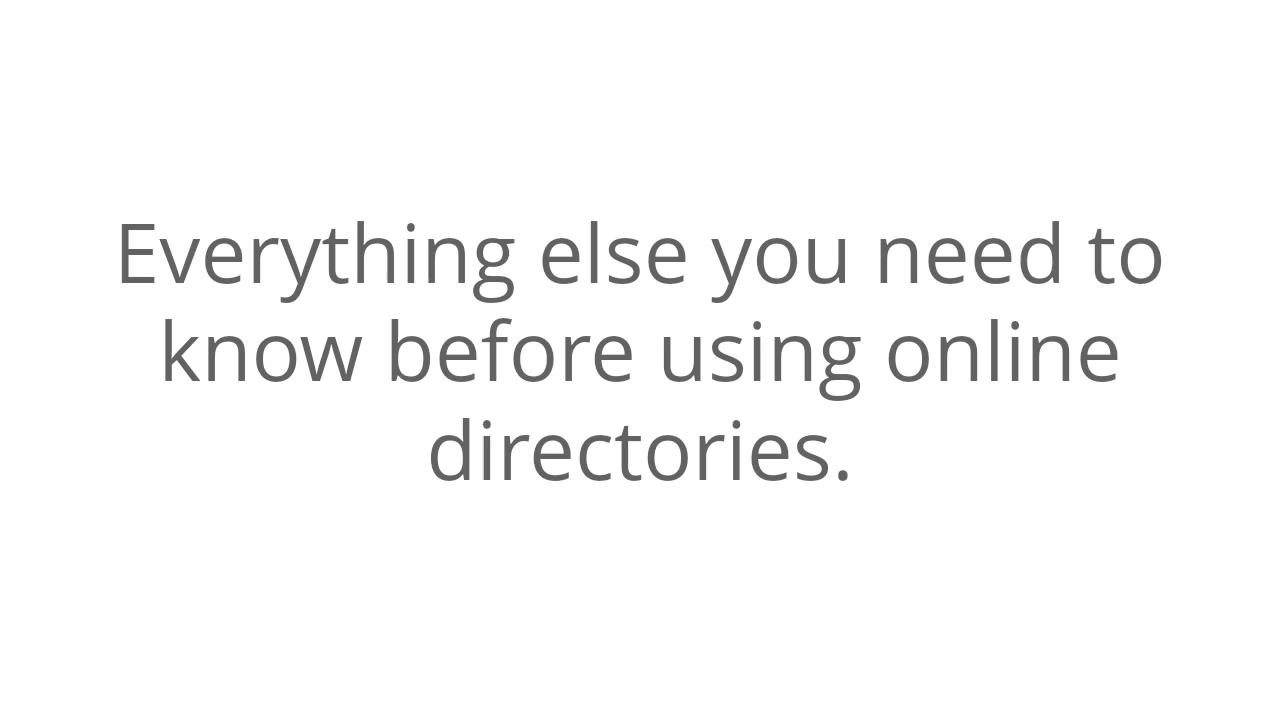 Everything else you need to
know before using online
directories.